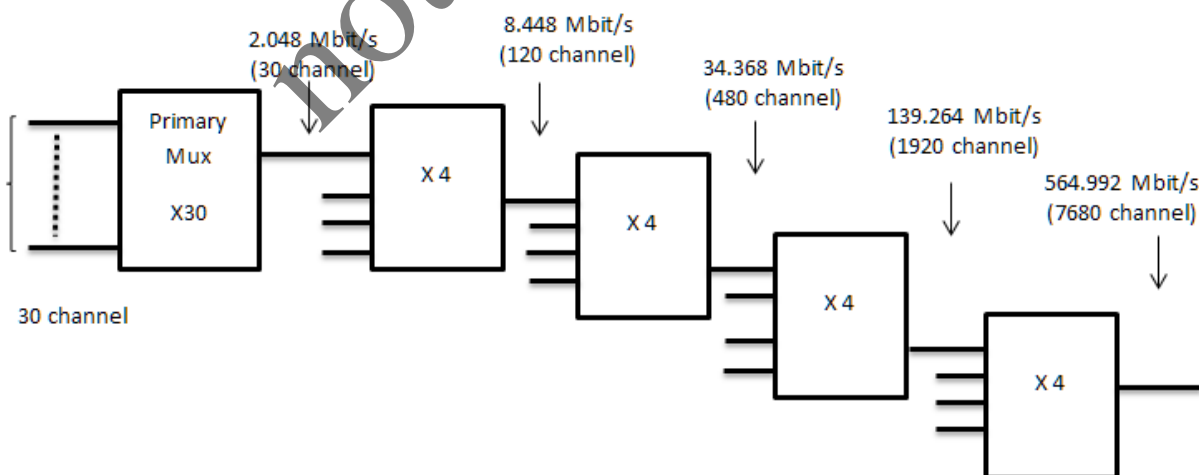 2.048 Mbit/s
(30 channel)
8.448 Mbit/s
(120 channel)
34.368 Mbit/s
(480 channel)
139.264 Mbit/s
(1920 channel)
564.992 Mbit/s
(7680 channel)
Primary
Mux
X30
X 4
X 4
X 4
X 4
30 channel